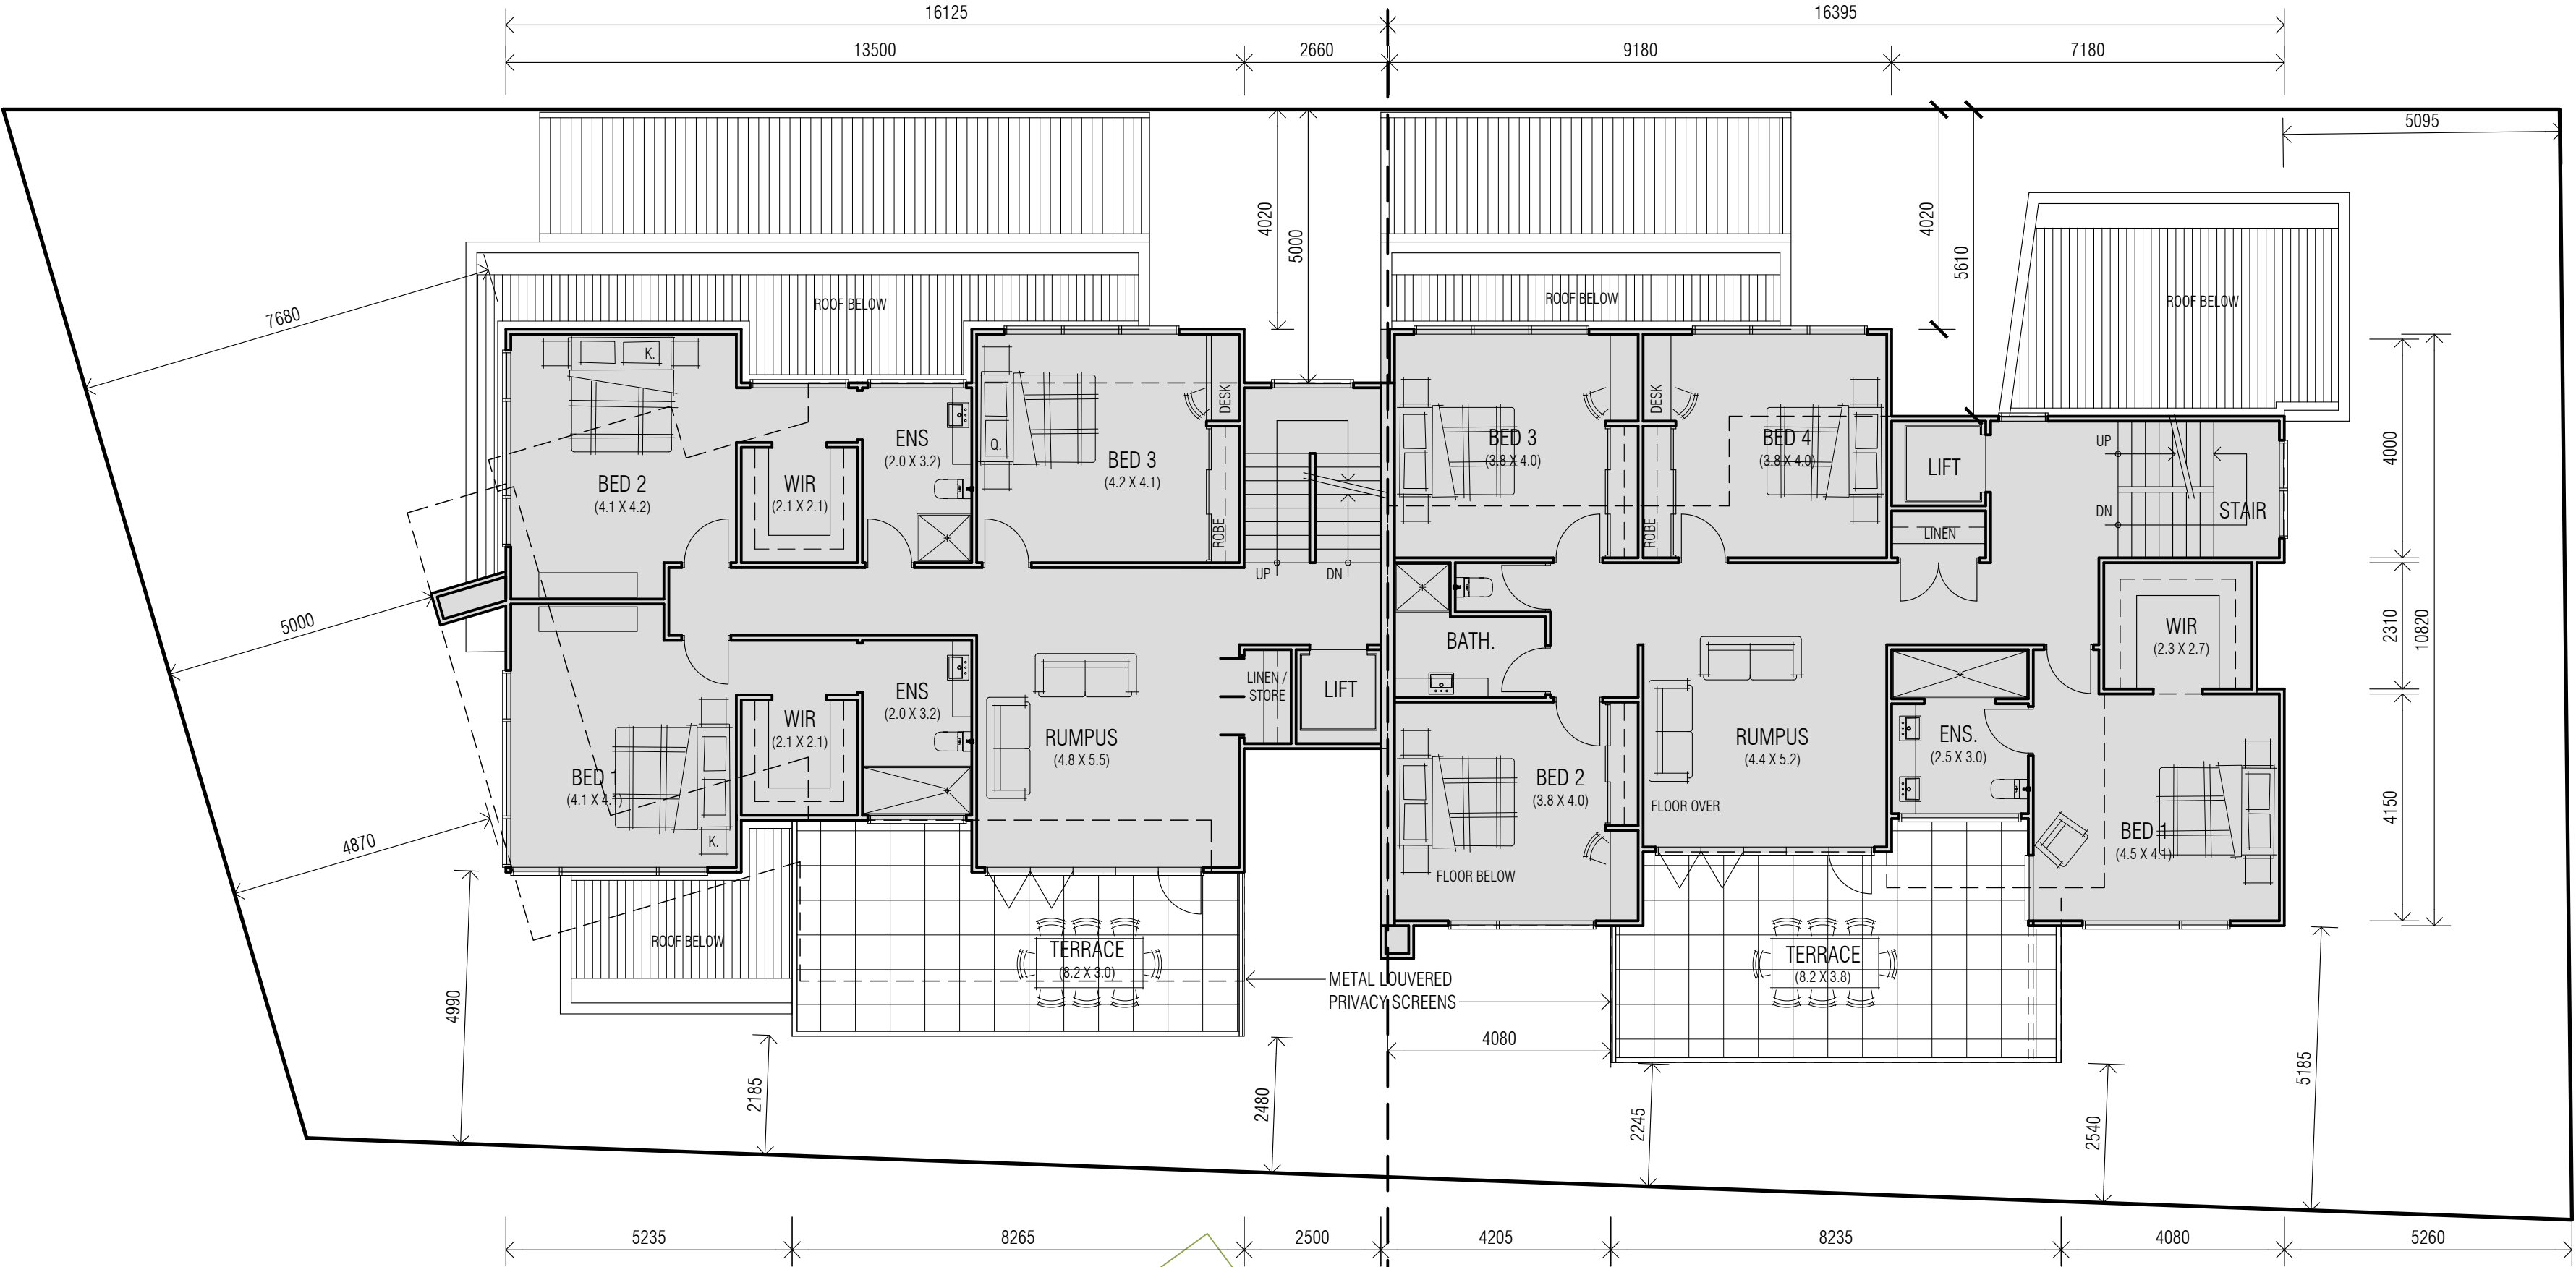 16125
16395
13500
2660
9180
7180
5095
4020
5000
4020
5610
7680
ROOF BELOW
ROOF BELOW
ROOF BELOW
K.
DESK
DESK
BED 2
(4.1 X 4.2)
WIR
(2.1 X 2.1)
ENS
(2.0 X 3.2)
Q.
BED 3
(4.2 X 4.1)
ROBE
UP
DN
BED 3
(3.8 X 4.0)
BED 4
(3.8 X 4.0)
ROBE
LIFT
LINEN
UP
DN
STAIR
4000
5000
BED 1
(4.1 X 4.1)
K.
WIR
(2.1 X 2.1)
ENS
(2.0 X 3.2)
RUMPUS
(4.8 X 5.5)
LINEN /
STORE
LIFT
BATH.
BED 2
(3.8 X 4.0)
FLOOR BELOW
RUMPUS
(4.4 X 5.2)
FLOOR OVER
ENS.
(2.5 X 3.0)
WIR
(2.3 X 2.7)
BED 1
(4.5 X 4.1)
2310
10820
4150
4870
ROOF BELOW
TERRACE
(8.2 X 3.0)
METAL LOUVERED
PRIVACY SCREENS
TERRACE
(8.2 X 3.8)
4990
4080
2185
2480
2245
2540
5185
5235
8265
2500
4205
8235
4080
5260